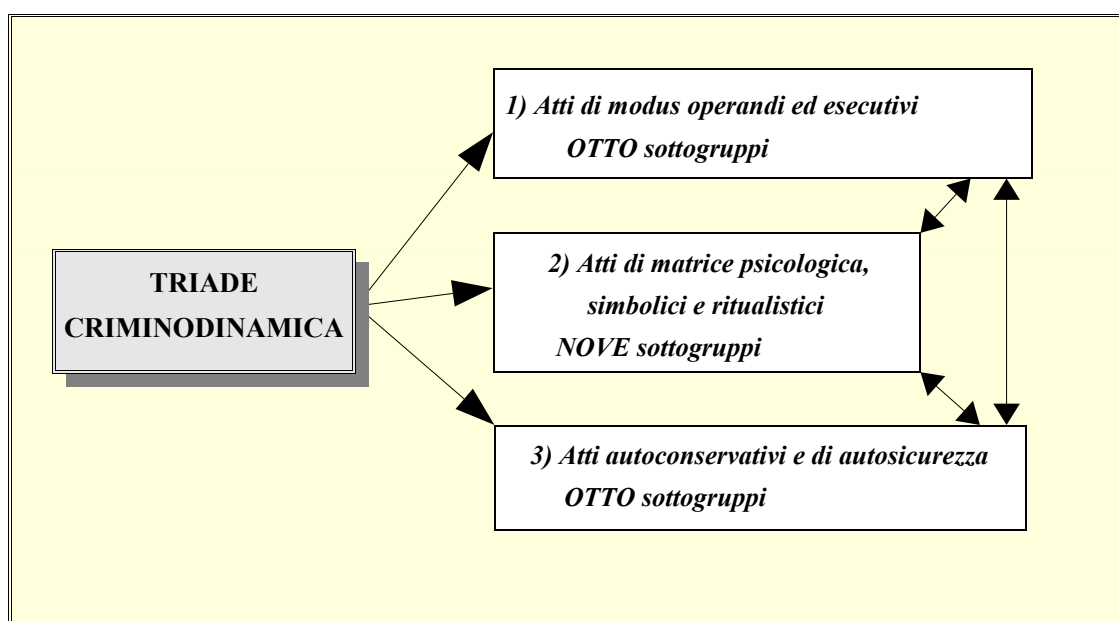 TRIADE
CRIMINODINAMICA
1) Atti di modus operandi ed esecutivi
OTTO sottogruppi
2) Atti di matrice psicologica,
simbolici e ritualistici
NOVE sottogruppi
3) Atti autoconservativi e di autosicurezza
OTTO sottogruppi